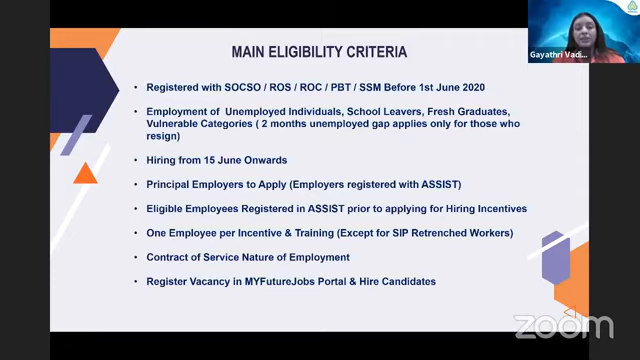 MAIN ELIGIBILITY CRITERIA
Gayathri Vadi...
• Registered with SOCSO / ROS / ROC / PBT / SSM Before 1st June 2020
• Employment of Unemployed Individuals, School Leavers, Fresh Graduates,
Vulnerable Categories ( 2 months unemployed gap applies only for those who
resign)
• Hiring from 15 June Onwards
• Principal Employers to Apply (Employers registered with ASSIST)
• Eligible Employees Registered in ASSIST prior to applying for Hiring Incentives
• One Employee per Incentive & Training (Except for SIP Retrenched Workers)
• Contract of Service Nature of Employment
• Register Vacancy in MYFutureJobs Portal & Hire Candidates
zoom